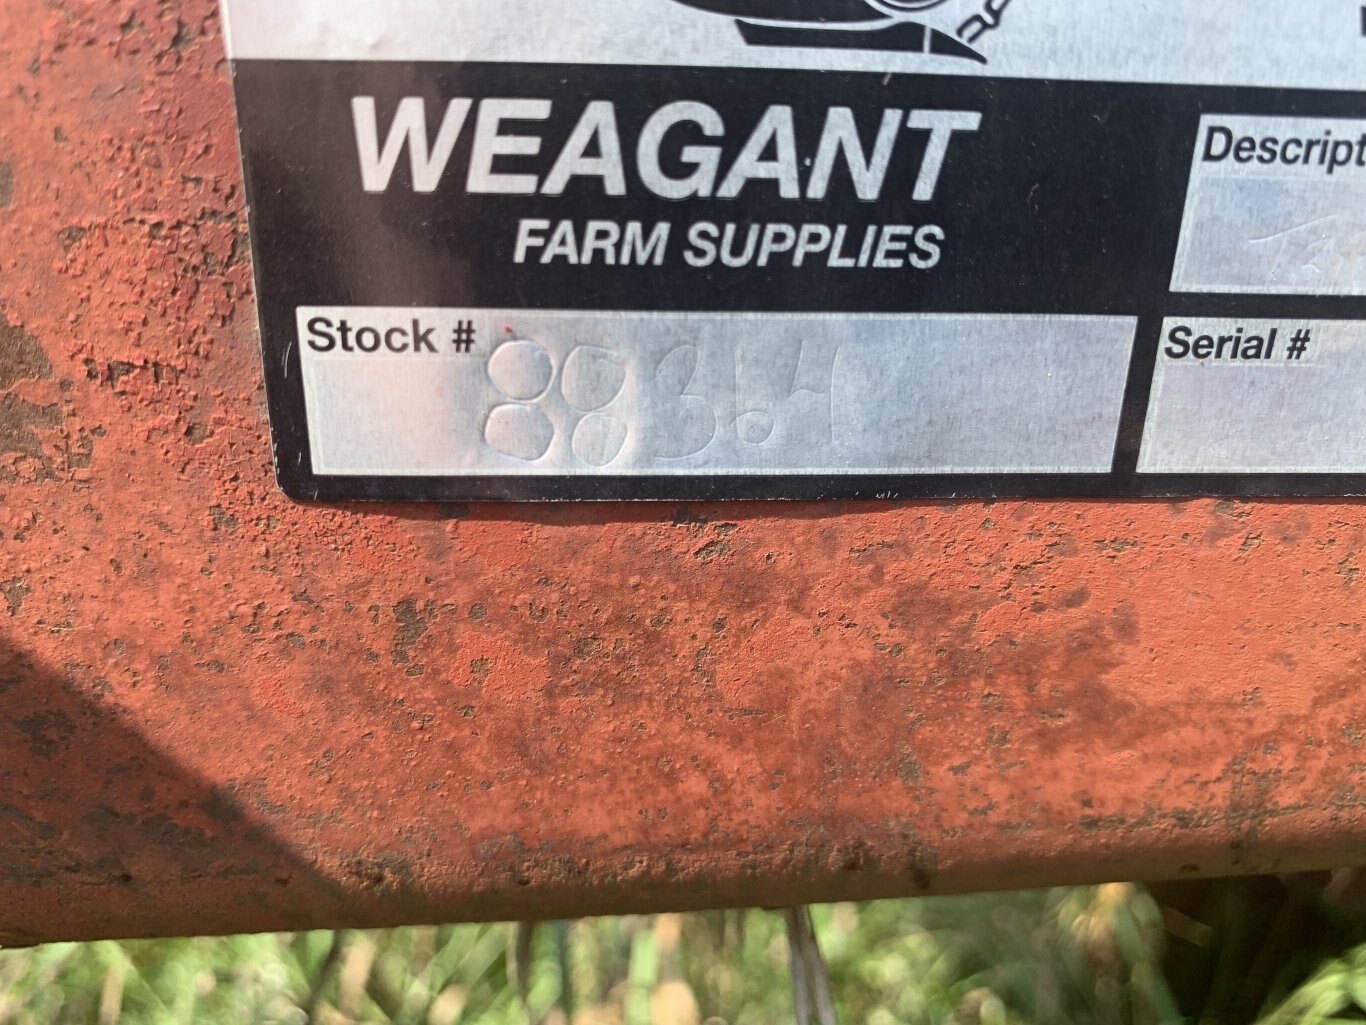 WEAGANT
FARM SUPPLIES
Descript
Stock # 88364
Serial #